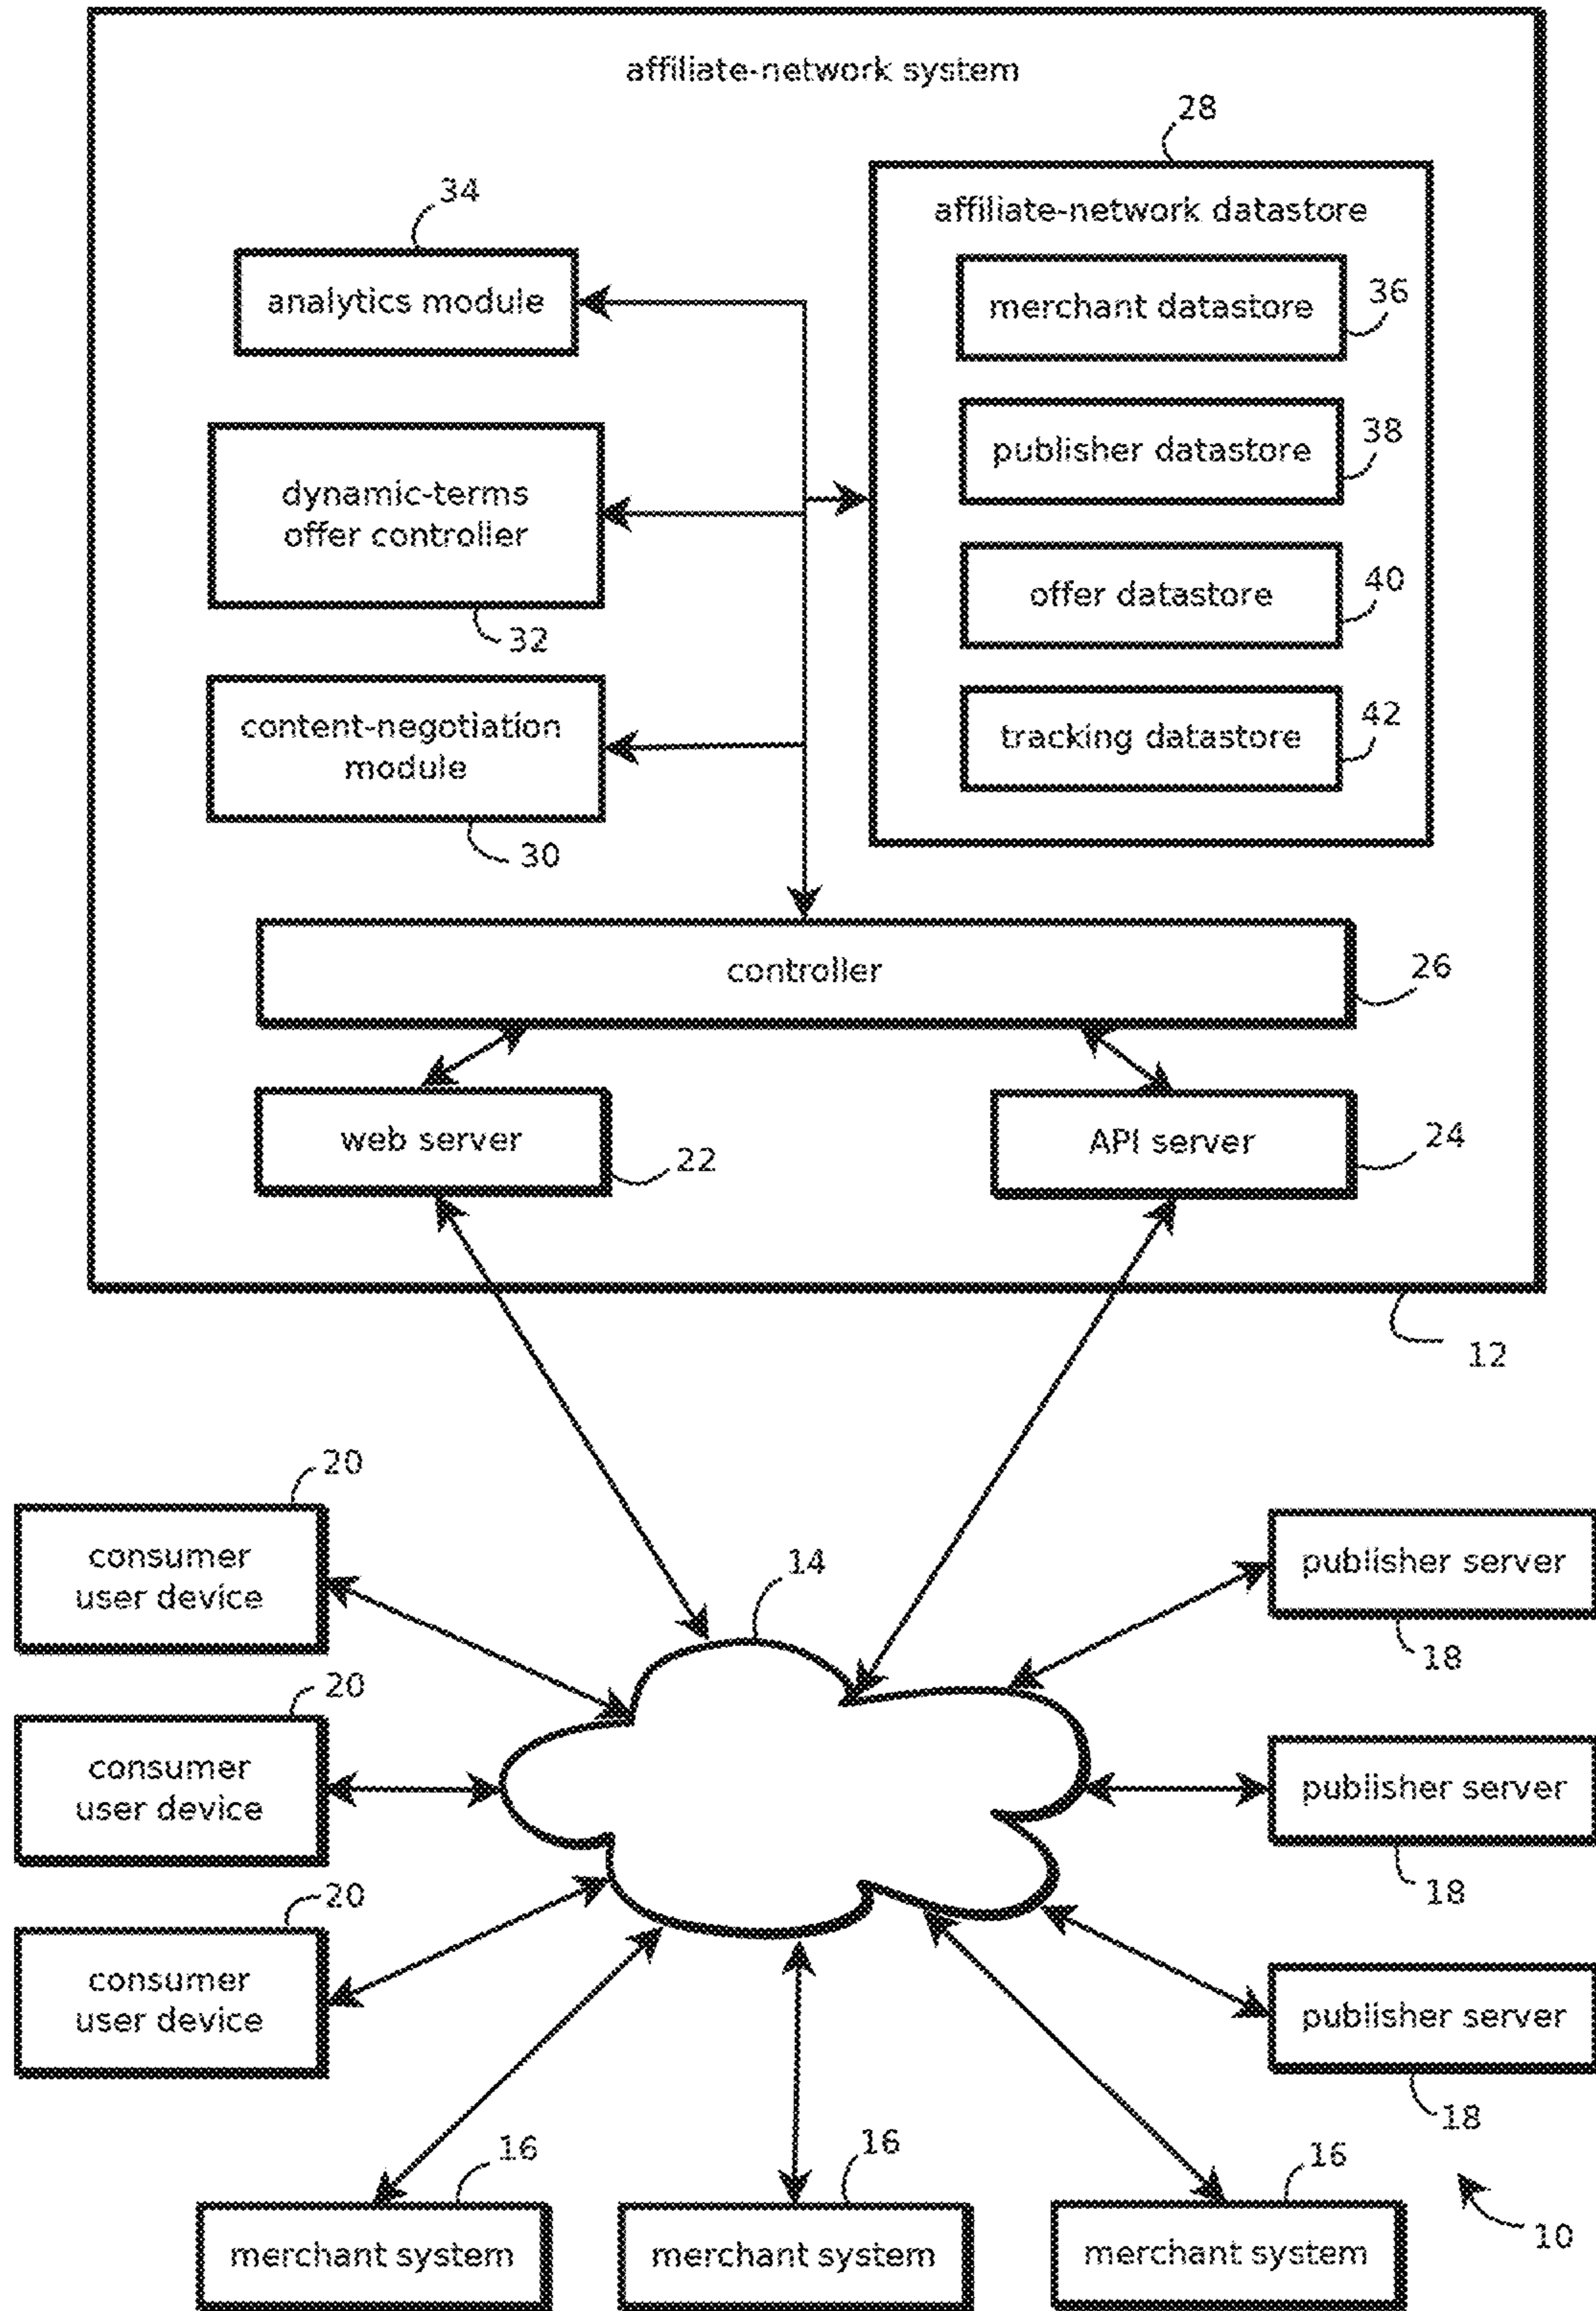 affiliate-network system
28
34
affiliate-network datastore
analytics module
merchant datastore
36
publisher datastore
38
dynamic-terms
offer controller
32
offer datastore
40
content-negotiation
module
30
tracking datastore
42
controller
26
web server
22
API server
24
12
20
consumer
user device
14
publisher server
18
20
consumer
user device
publisher server
18
20
consumer
user device
publisher server
18
16
merchant system
16
merchant system
16
merchant system
10